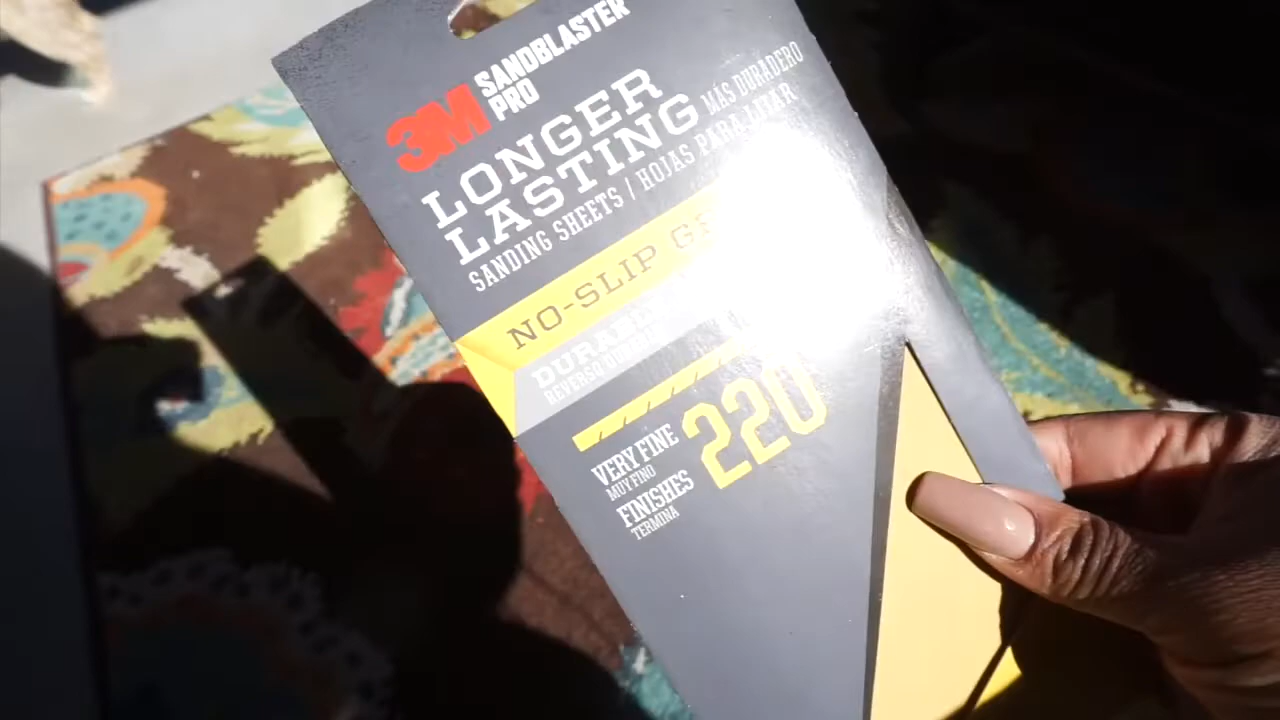 3M SANDBLASTER
PRO
LONGER
LASTING MÁS DURADERO
SANDING SHEETS / HOJAS PARA LIJAR
NO-SLIP
VERY FINE
MUY FINO
220
FINISHES
TERMINA